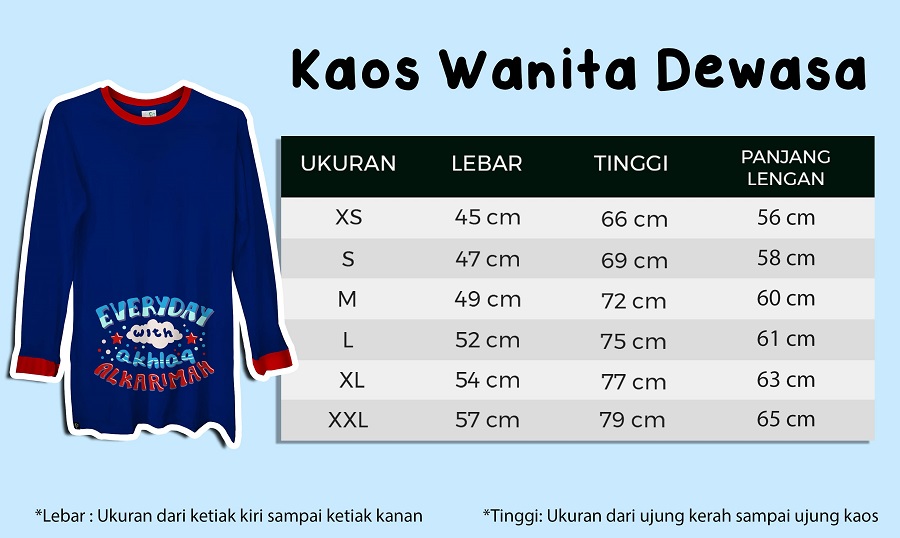 Kaos Wanita Dewasa
UKURAN LEBAR TINGGI PANJANG LENGAN
XS 45 cm 66 cm 56 cm
S 47 cm 69 cm 58 cm
M 49 cm 72 cm 60 cm
L 52 cm 75 cm 61 cm
XL 54 cm 77 cm 63 cm
XXL 57 cm 79 cm 65 cm
EVERYDAY
with
akhlaq
ALKARIMAH
*Lebar : Ukuran dari ketiak kiri sampai ketiak kanan
*Tinggi: Ukuran dari ujung kerah sampai ujung kaos